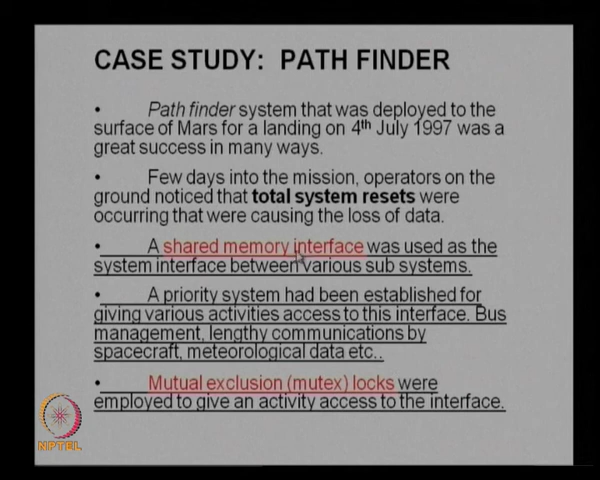 CASE STUDY: PATH FINDER
• Path finder system that was deployed to the
surface of Mars for a landing on 4th July 1997 was a
great success in many ways.
• Few days into the mission, operators on the
ground noticed that total system resets were
occurring that were causing the loss of data.
• A shared memory interface was used as the
system interface between various sub systems.
• A priority system had been established for
giving various activities access to this interface. Bus
management, lengthy communications by
spacecraft, meteorological data etc..
• Mutual exclusion (mutex) locks were
employed to give an activity access to the interface.
NPTEL